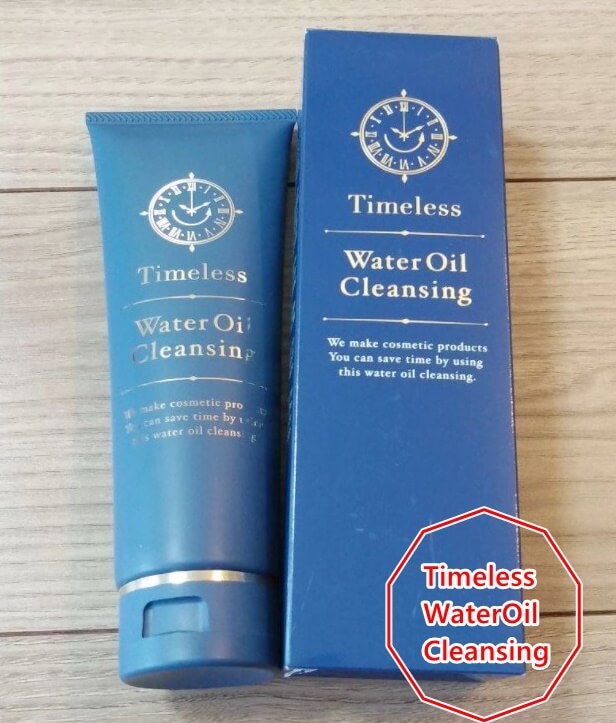 Timeless
Water Oil
Cleansing
We make cosmetic
You can save time by
this water oil
Timeless
Water Oil
Cleansing
We make cosmetic products
You can save time by using
this water oil cleansing.
Timeless
WaterOil
Cleansing